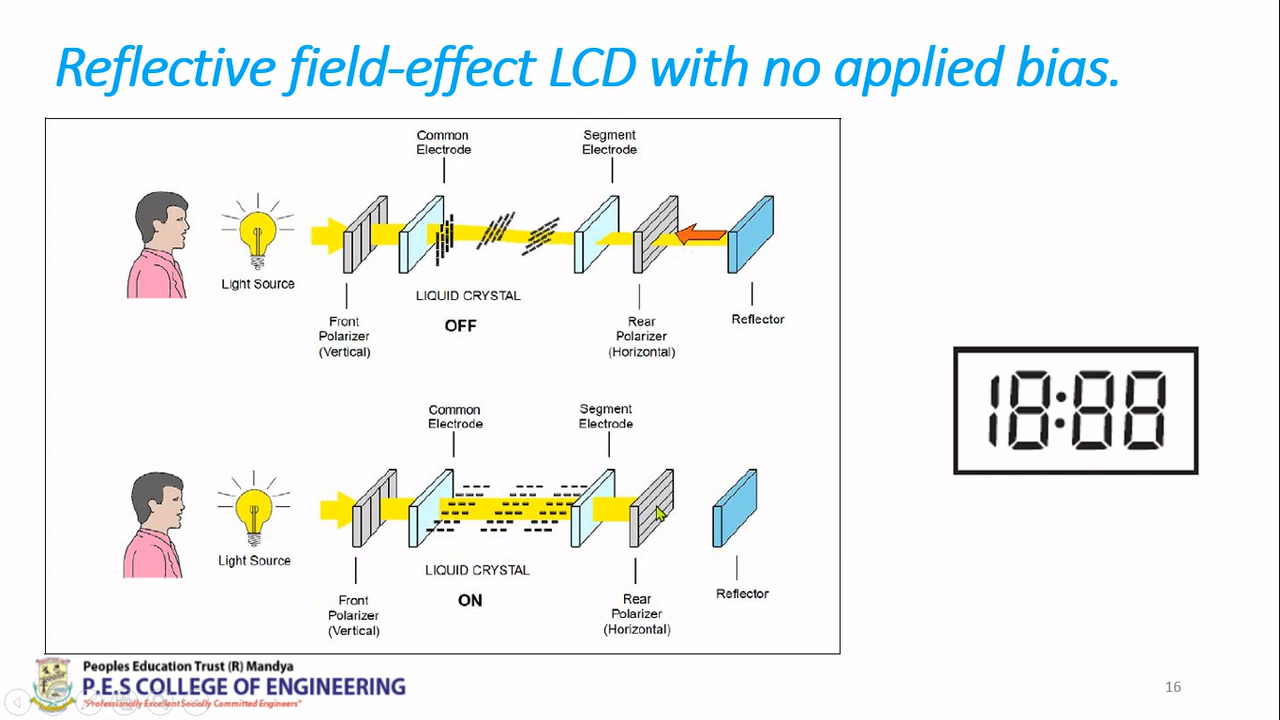 Reflective field-effect LCD with no applied bias.
Common
Electrode
Segment
Electrode
Light Source
LIQUID CRYSTAL
OFF
Front
Polarizer
(Vertical)
Rear
Polarizer
(Horizontal)
Reflector
18:88
Common
Electrode
Segment
Electrode
Light Source
LIQUID CRYSTAL
ON
Front
Polarizer
(Vertical)
Rear
Polarizer
(Horizontal)
Reflector
Peoples Education Trust (R) Mandya
P.E.S COLLEGE OF ENGINEERING
"Professionally Excellent Socially Committed Engineers"
16